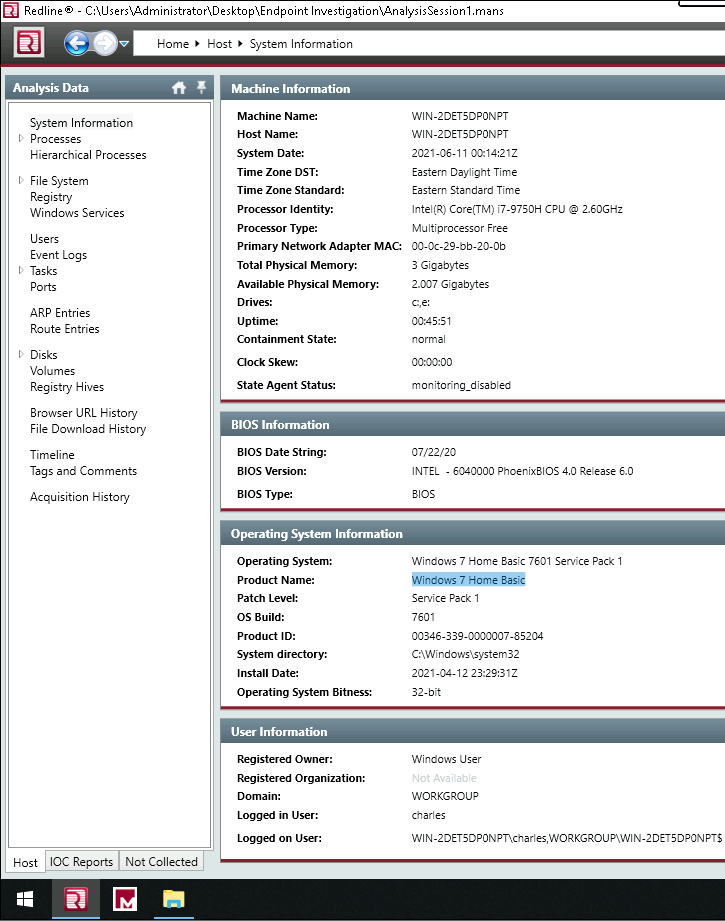 Redline® - C:\Users\Administrator\Desktop\Endpoint Investigation\AnalysisSession1.mans
Home Host System Information
Analysis Data
System Information
Processes
Hierarchical Processes
File System
Registry
Windows Services
Users
Event Logs
Tasks
Ports
ARP Entries
Route Entries
Disks
Volumes
Registry Hives
Browser URL History
File Download History
Timeline
Tags and Comments
Acquisition History
Host IOC Reports Not Collected
Machine Information
Machine Name: WIN-2DET5DP0NPT
Host Name: WIN-2DET5DP0NPT
System Date: 2021-06-11 00:14:21Z
Time Zone DST: Eastern Daylight Time
Time Zone Standard: Eastern Standard Time
Processor Identity: Intel(R) Core(TM) i7-9750H CPU @ 2.60GHz
Processor Type: Multiprocessor Free
Primary Network Adapter MAC: 00-0c-29-bb-20-0b
Total Physical Memory: 3 Gigabytes
Available Physical Memory: 2.007 Gigabytes
Drives: c:,e:
Uptime: 00:45:51
Containment State: normal
Clock Skew: 00:00:00
State Agent Status: monitoring_disabled
BIOS Information
BIOS Date String: 07/22/20
BIOS Version: INTEL - 6040000 PhoenixBIOS 4.0 Release 6.0
BIOS Type: BIOS
Operating System Information
Operating System: Windows 7 Home Basic 7601 Service Pack 1
Product Name: Windows 7 Home Basic
Patch Level: Service Pack 1
OS Build: 7601
Product ID: 00346-339-0000007-85204
System directory: C:\Windows\system32
Install Date: 2021-04-12 23:29:31Z
Operating System Bitness: 32-bit
User Information
Registered Owner: Windows User
Registered Organization: Not Available
Domain: WORKGROUP
Logged in User: charles
Logged on User: WIN-2DET5DP0NPT\charles,WORKGROUP\WIN-2DET5DP0NPT$